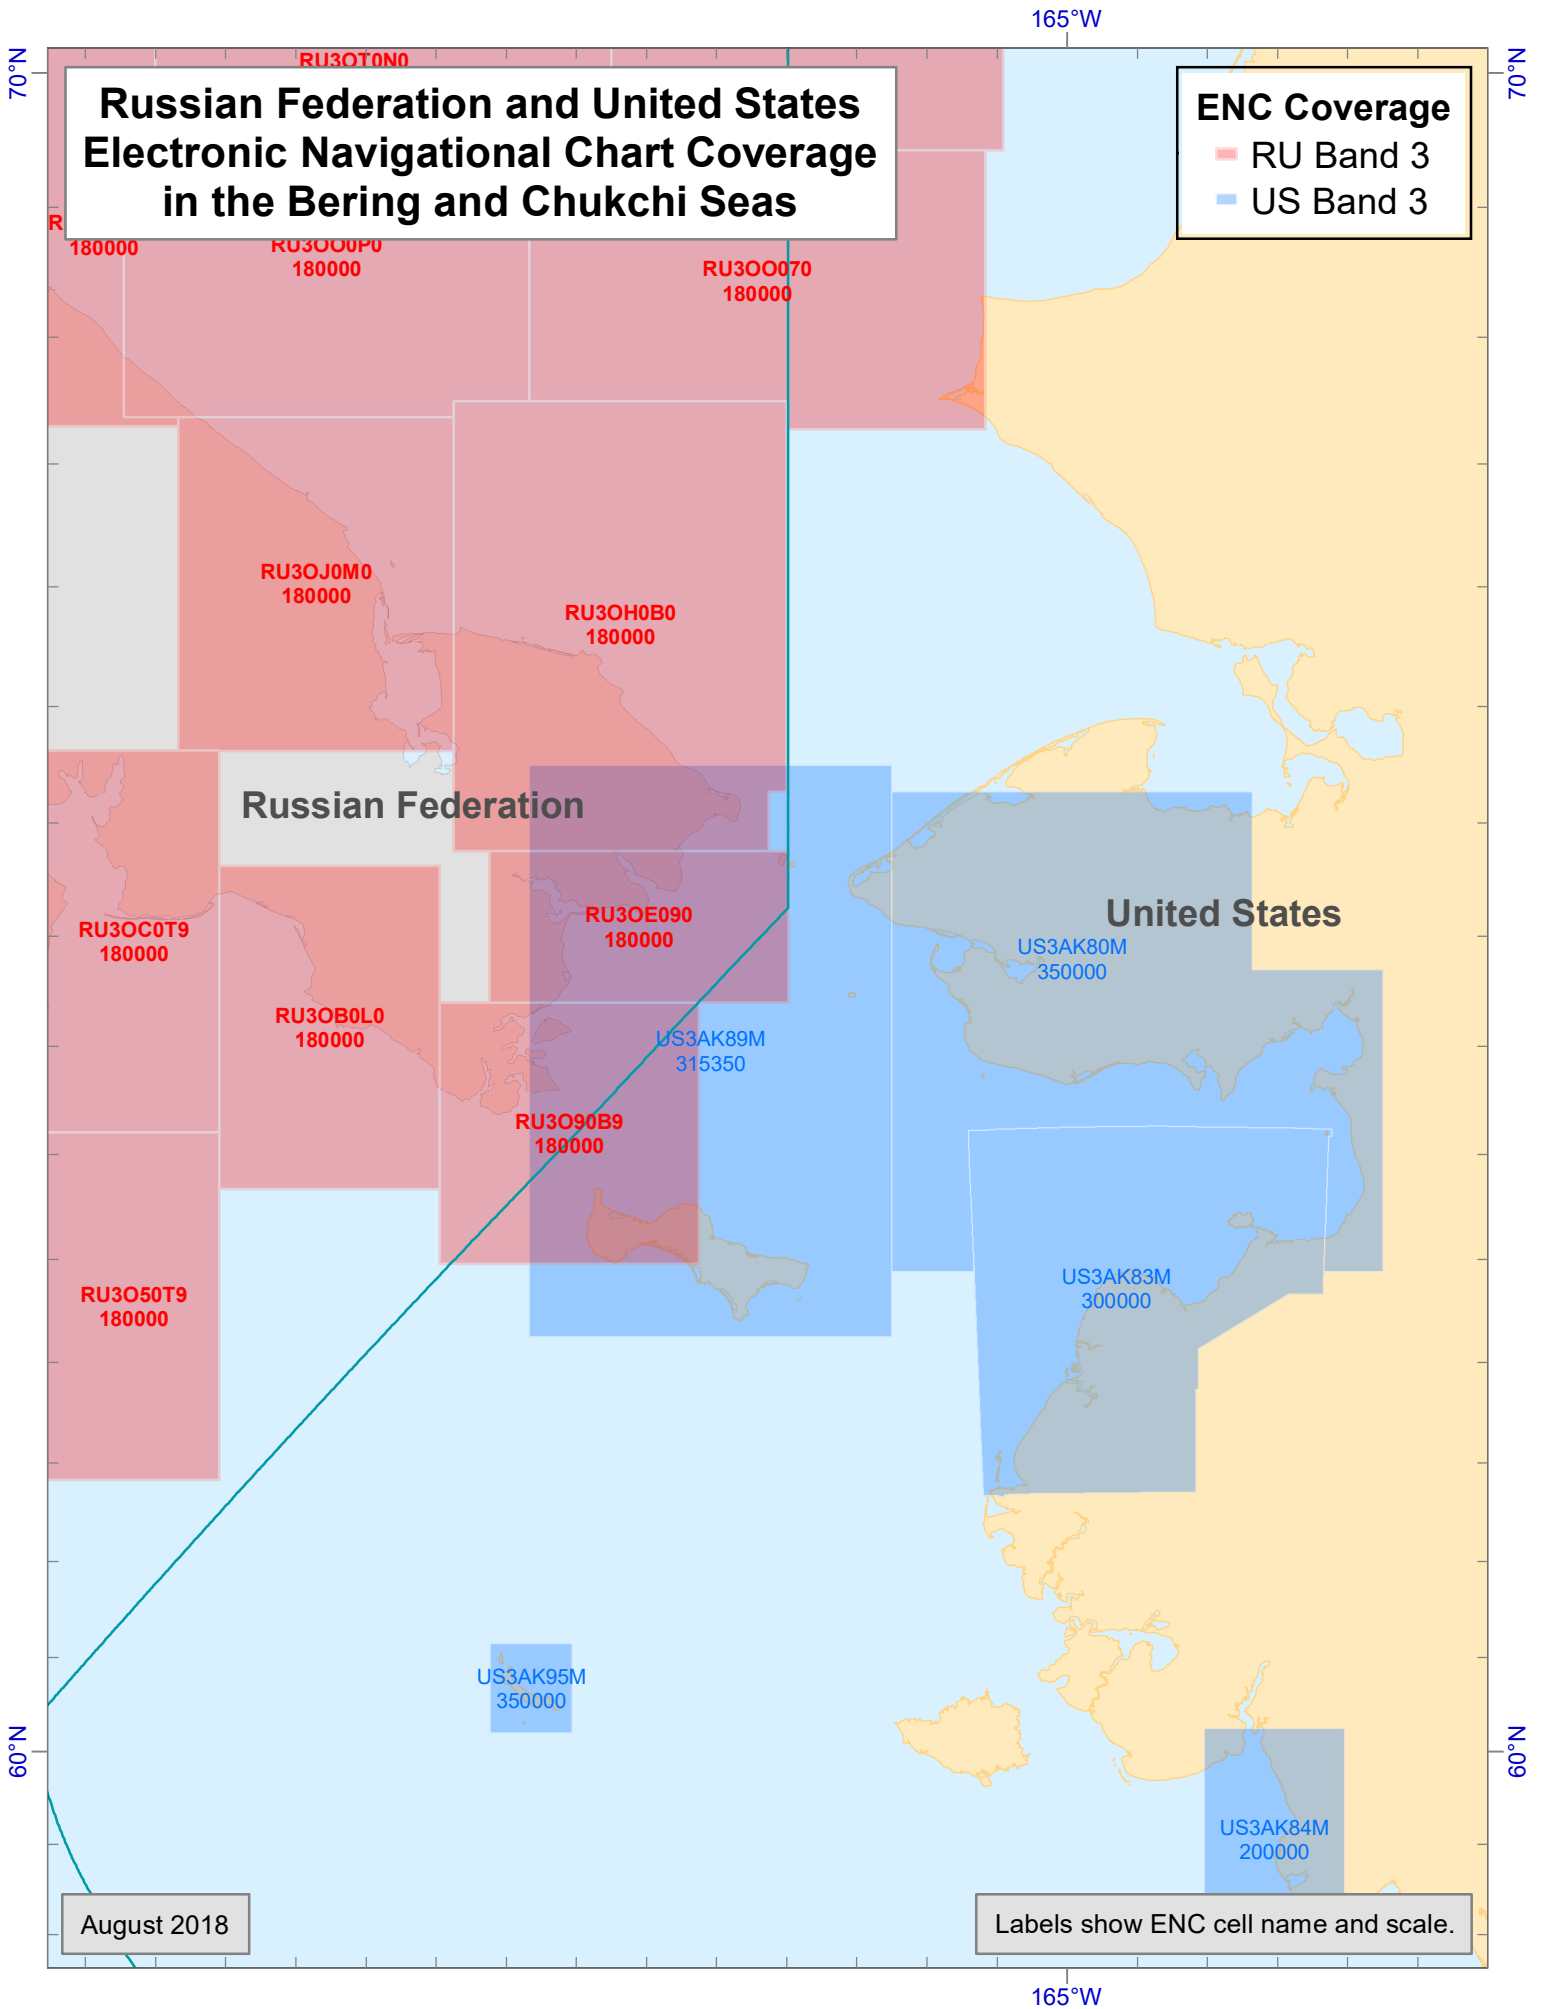 165°W
70°N
70°N
RU3OT0N0
Russian Federation and United States
Electronic Navigational Chart Coverage
in the Bering and Chukchi Seas
ENC Coverage
RU Band 3
US Band 3
R
180000
RU3OO0P0
180000
RU3OO070
180000
RU3OJ0M0
180000
RU3OH0B0
180000
Russian Federation
RU3OC0T9
180000
RU3OE090
180000
United States
US3AK80M
350000
RU3OB0L0
180000
US3AK89M
315350
RU3O90B9
180000
RU3O50T9
180000
US3AK83M
300000
US3AK95M
350000
60°N
60°N
US3AK84M
200000
August 2018
Labels show ENC cell name and scale.
165°W